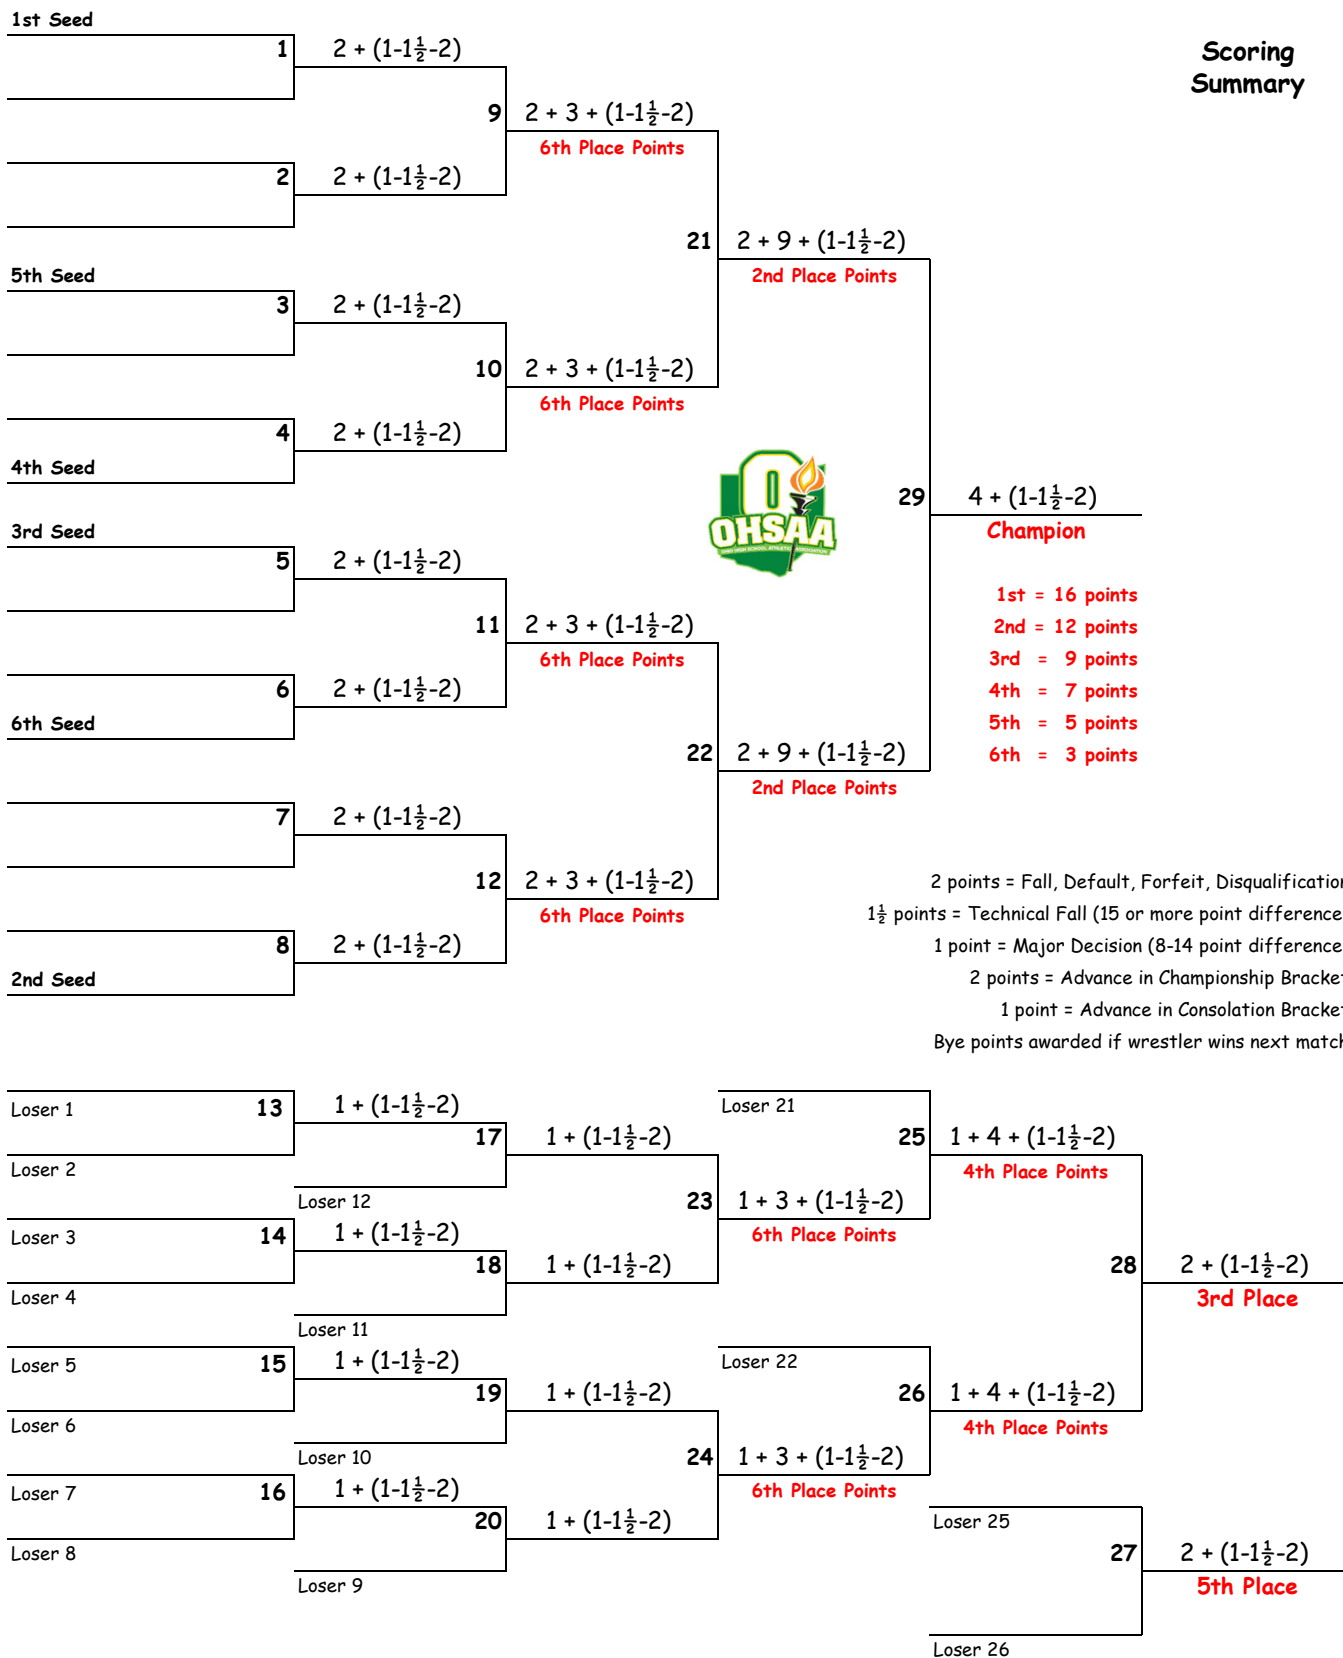 1st Seed
Scoring
Summary
1
2 + (1-1½-2)
9
2 + 3 + (1-1½-2)
6th Place Points
2
2 + (1-1½-2)
21
2 + 9 + (1-1½-2)
2nd Place Points
5th Seed
3
2 + (1-1½-2)
10
2 + 3 + (1-1½-2)
6th Place Points
4
2 + (1-1½-2)
4th Seed
OHSAA
OHIO HIGH SCHOOL ATHLETIC ASSOCIATION
29
4 + (1-1½-2)
Champion
3rd Seed
5
2 + (1-1½-2)
11
2 + 3 + (1-1½-2)
6th Place Points
6
2 + (1-1½-2)
6th Seed
1st = 16 points
2nd = 12 points
3rd = 9 points
4th = 7 points
5th = 5 points
6th = 3 points
22
2 + 9 + (1-1½-2)
2nd Place Points
7
2 + (1-1½-2)
12
2 + 3 + (1-1½-2)
6th Place Points
8
2 + (1-1½-2)
2nd Seed
2 points = Fall, Default, Forfeit, Disqualification
1½ points = Technical Fall (15 or more point difference
1 point = Major Decision (8-14 point difference
2 points = Advance in Championship Bracket
1 point = Advance in Consolation Bracket
Bye points awarded if wrestler wins next match
Loser 1
13
1 + (1-1½-2)
Loser 2
17
1 + (1-1½-2)
Loser 12
Loser 21
25
1 + 4 + (1-1½-2)
4th Place Points
23
1 + 3 + (1-1½-2)
6th Place Points
Loser 3
14
1 + (1-1½-2)
Loser 4
18
1 + (1-1½-2)
Loser 11
28
2 + (1-1½-2)
3rd Place
Loser 5
15
1 + (1-1½-2)
Loser 6
19
1 + (1-1½-2)
Loser 10
Loser 22
26
1 + 4 + (1-1½-2)
4th Place Points
24
1 + 3 + (1-1½-2)
6th Place Points
Loser 7
16
1 + (1-1½-2)
Loser 8
20
1 + (1-1½-2)
Loser 9
Loser 25
27
2 + (1-1½-2)
5th Place
Loser 26